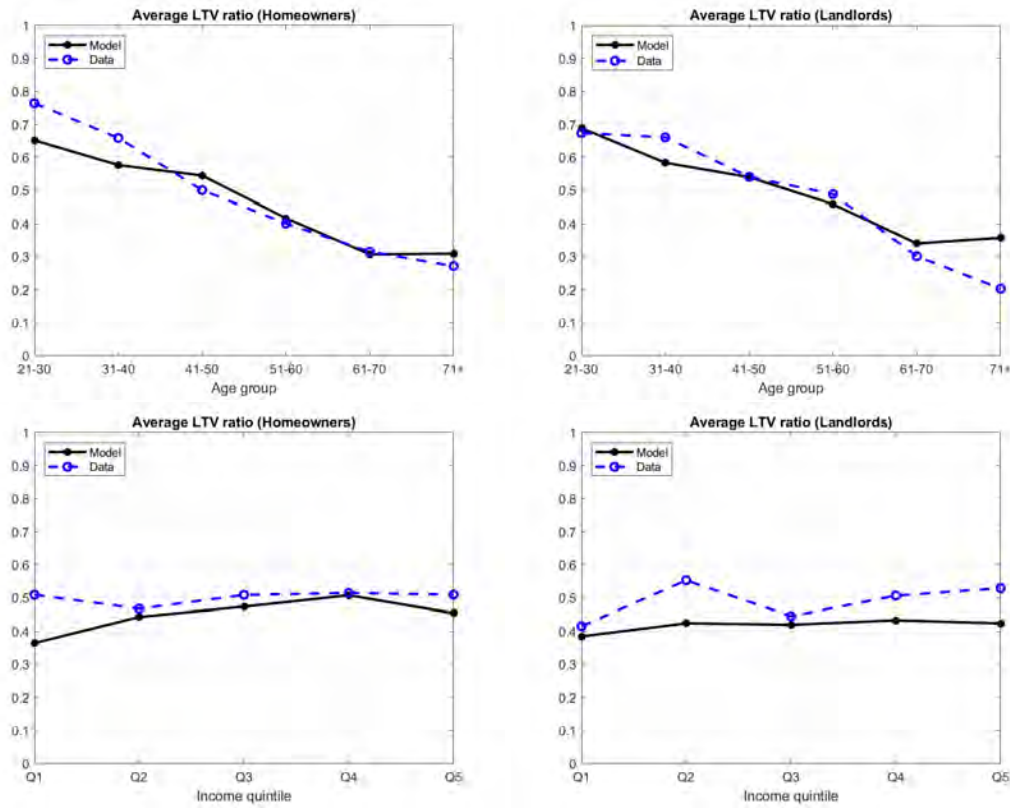 Average LTV ratio (Homeowners)
Model
Data
1
0.9
0.8
0.7
0.6
0.5
0.4
0.3
0.2
0.1
0
21-30 31-40 41-50 51-60 61-70 71+
Age group
Average LTV ratio (Landlords)
Model
Data
1
0.9
0.8
0.7
0.6
0.5
0.4
0.3
0.2
0.1
0
21-30 31-40 41-50 51-60 61-70 71+
Age group
Average LTV ratio (Homeowners)
Model
Data
1
0.9
0.8
0.7
0.6
0.5
0.4
0.3
0.2
0.1
0
Q1 Q2 Q3 Q4 Q5
Income quintile
Average LTV ratio (Landlords)
Model
Data
1
0.9
0.8
0.7
0.6
0.5
0.4
0.3
0.2
0.1
0
Q1 Q2 Q3 Q4 Q5
Income quintile